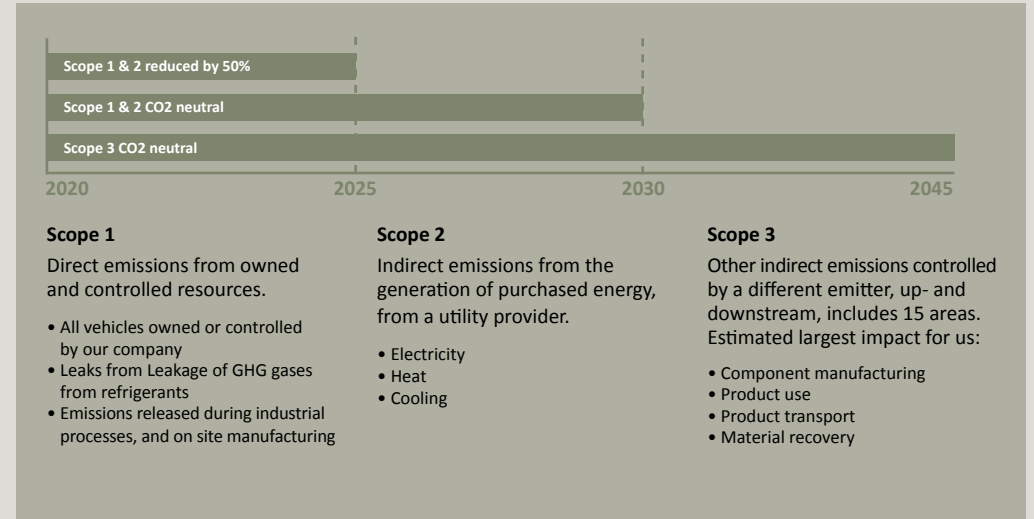 Scope 1 & 2 reduced by 50%
Scope 1 & 2 CO2 neutral
Scope 3 CO2 neutral
2020 2025 2030 2045
Scope 1
Direct emissions from owned
and controlled resources.
• All vehicles owned or controlled
by our company
• Leaks from Leakage of GHG gases
from refrigerants
• Emissions released during industrial
processes, and on site manufacturing
Scope 2
Indirect emissions from the
generation of purchased energy,
from a utility provider.
• Electricity
• Heat
• Cooling
Scope 3
Other indirect emissions controlled
by a different emitter, up- and
downstream, includes 15 areas.
Estimated largest impact for us:
• Component manufacturing
• Product use
• Product transport
• Material recovery